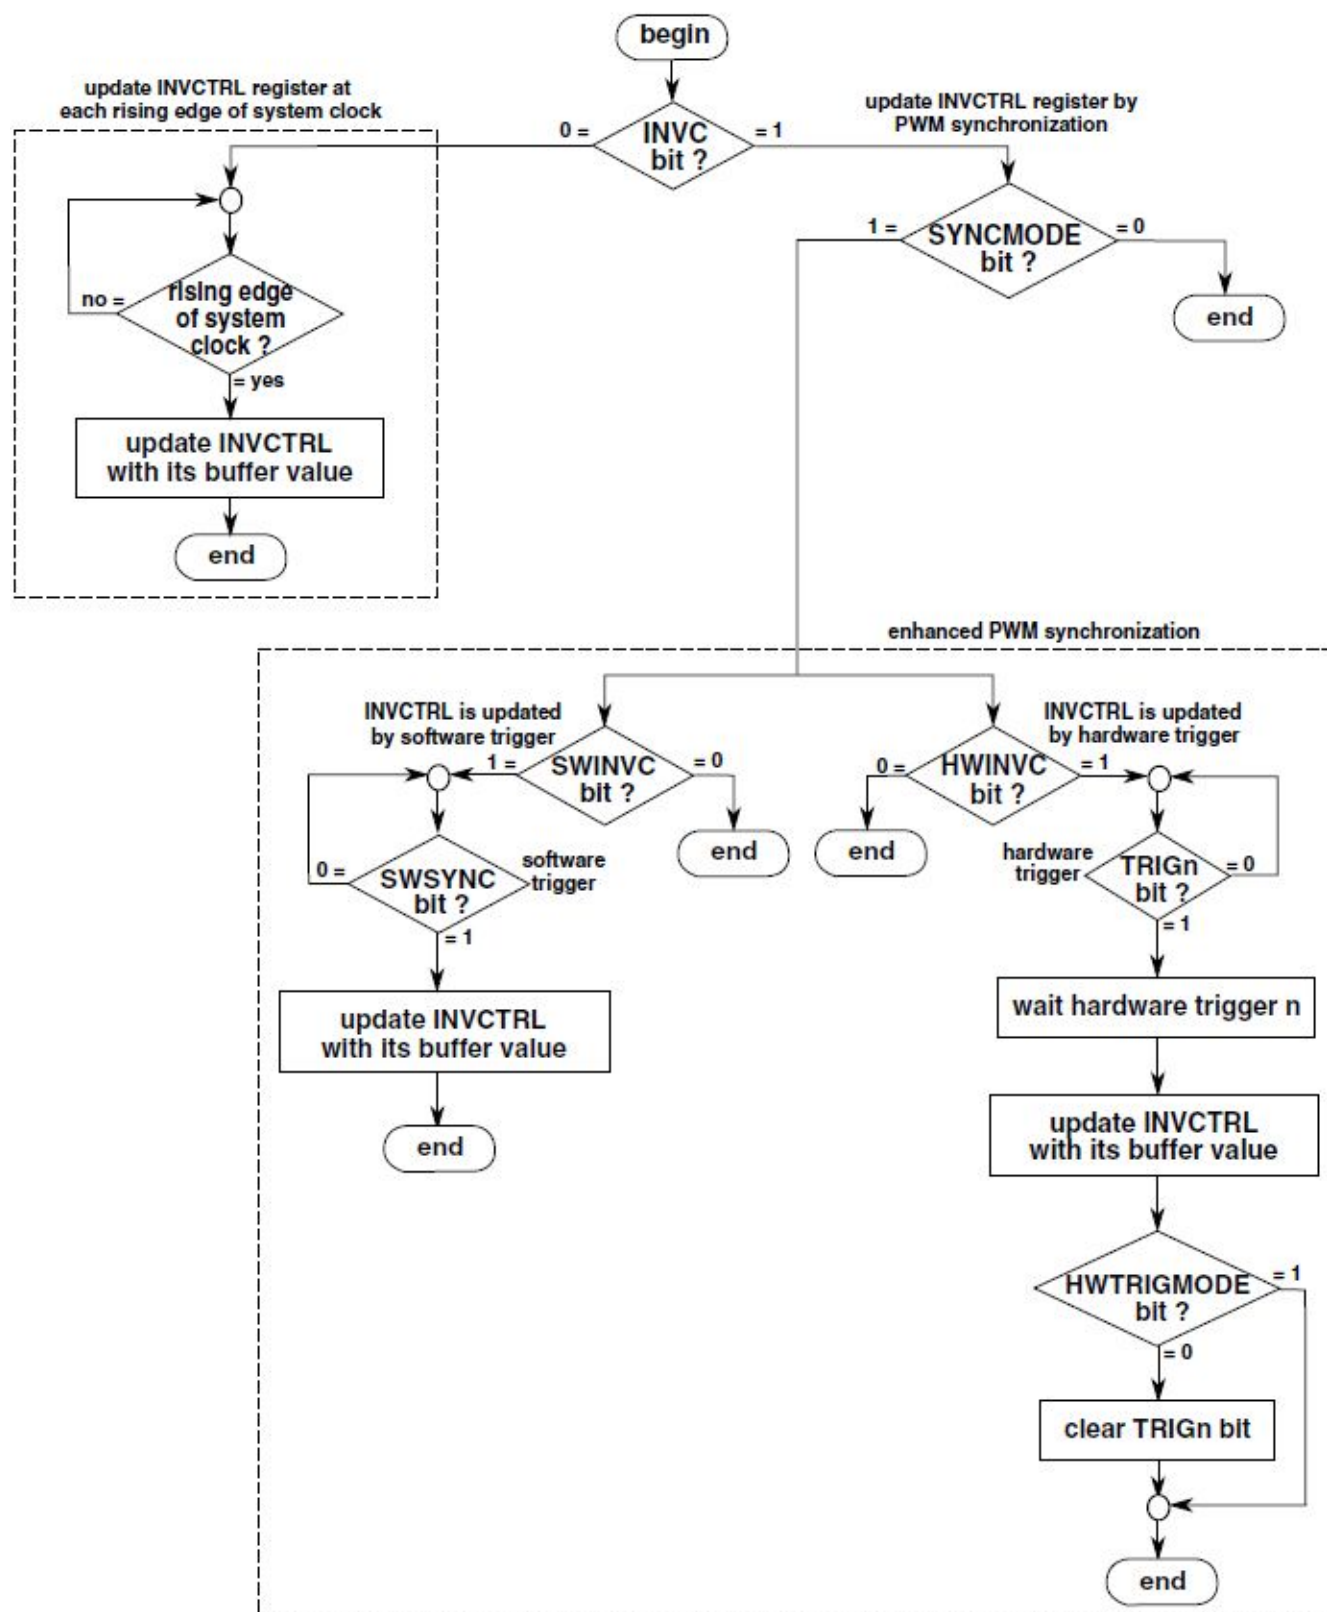 begin
update INVCTRL register at
each rising edge of system clock
update INVCTRL register by
PWM synchronization
0 =
INVC
bit ?
= 1
1 =
SYNCMODE
bit ?
= 0
end
no =
rising edge
of system
clock ?
= yes
update INVCTRL
with its buffer value
end
enhanced PWM synchronization
INVCTRL is updated
by software trigger
1 =
SWINVC
bit ?
= 0
end
0 =
SWSYNC
bit ?
software
trigger
= 1
update INVCTRL
with its buffer value
end
INVCTRL is updated
by hardware trigger
0 =
HWINVC
bit ?
= 1
end
hardware
trigger
TRIGn
bit ?
= 0
= 1
wait hardware trigger n
update INVCTRL
with its buffer value
HWTRIGMODE
bit ?
= 1
= 0
clear TRIGn bit
end